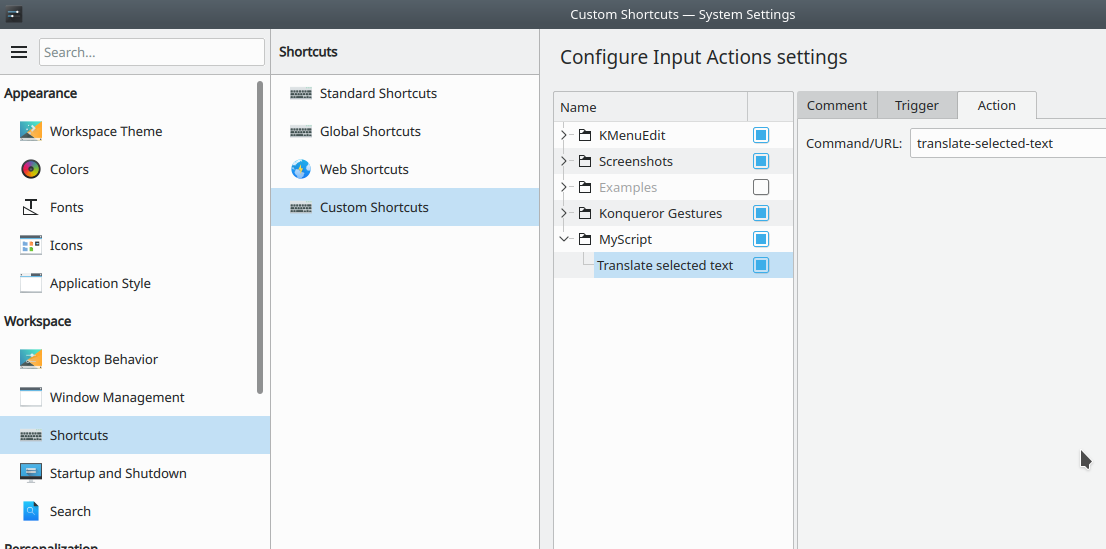 Custom Shortcuts — System Settings
Search...
Appearance
Workspace Theme
Colors
Fonts
Icons
Application Style
Workspace
Desktop Behavior
Window Management
Shortcuts
Startup and Shutdown
Search
Personalization
Shortcuts
Standard Shortcuts
Global Shortcuts
Web Shortcuts
Custom Shortcuts
Configure Input Actions settings
Name
KMenuEdit
Screenshots
Examples
Konqueror Gestures
MyScript
Translate selected text
Comment Trigger Action
Command/URL: translate-selected-text